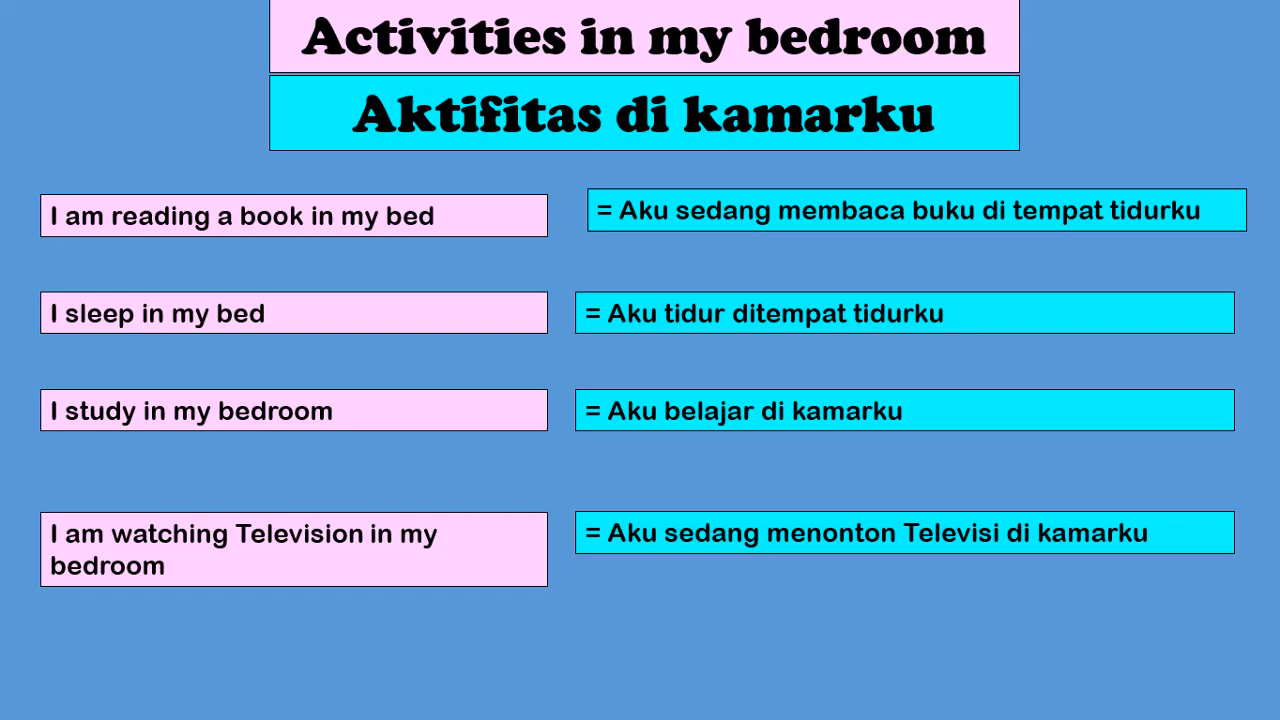 Activities in my bedroom
Aktifitas di kamarku
I am reading a book in my bed
= Aku sedang membaca buku di tempat tidurku
I sleep in my bed
= Aku tidur ditempat tidurku
I study in my bedroom
= Aku belajar di kamarku
I am watching Television in my
bedroom
= Aku sedang menonton Televisi di kamarku